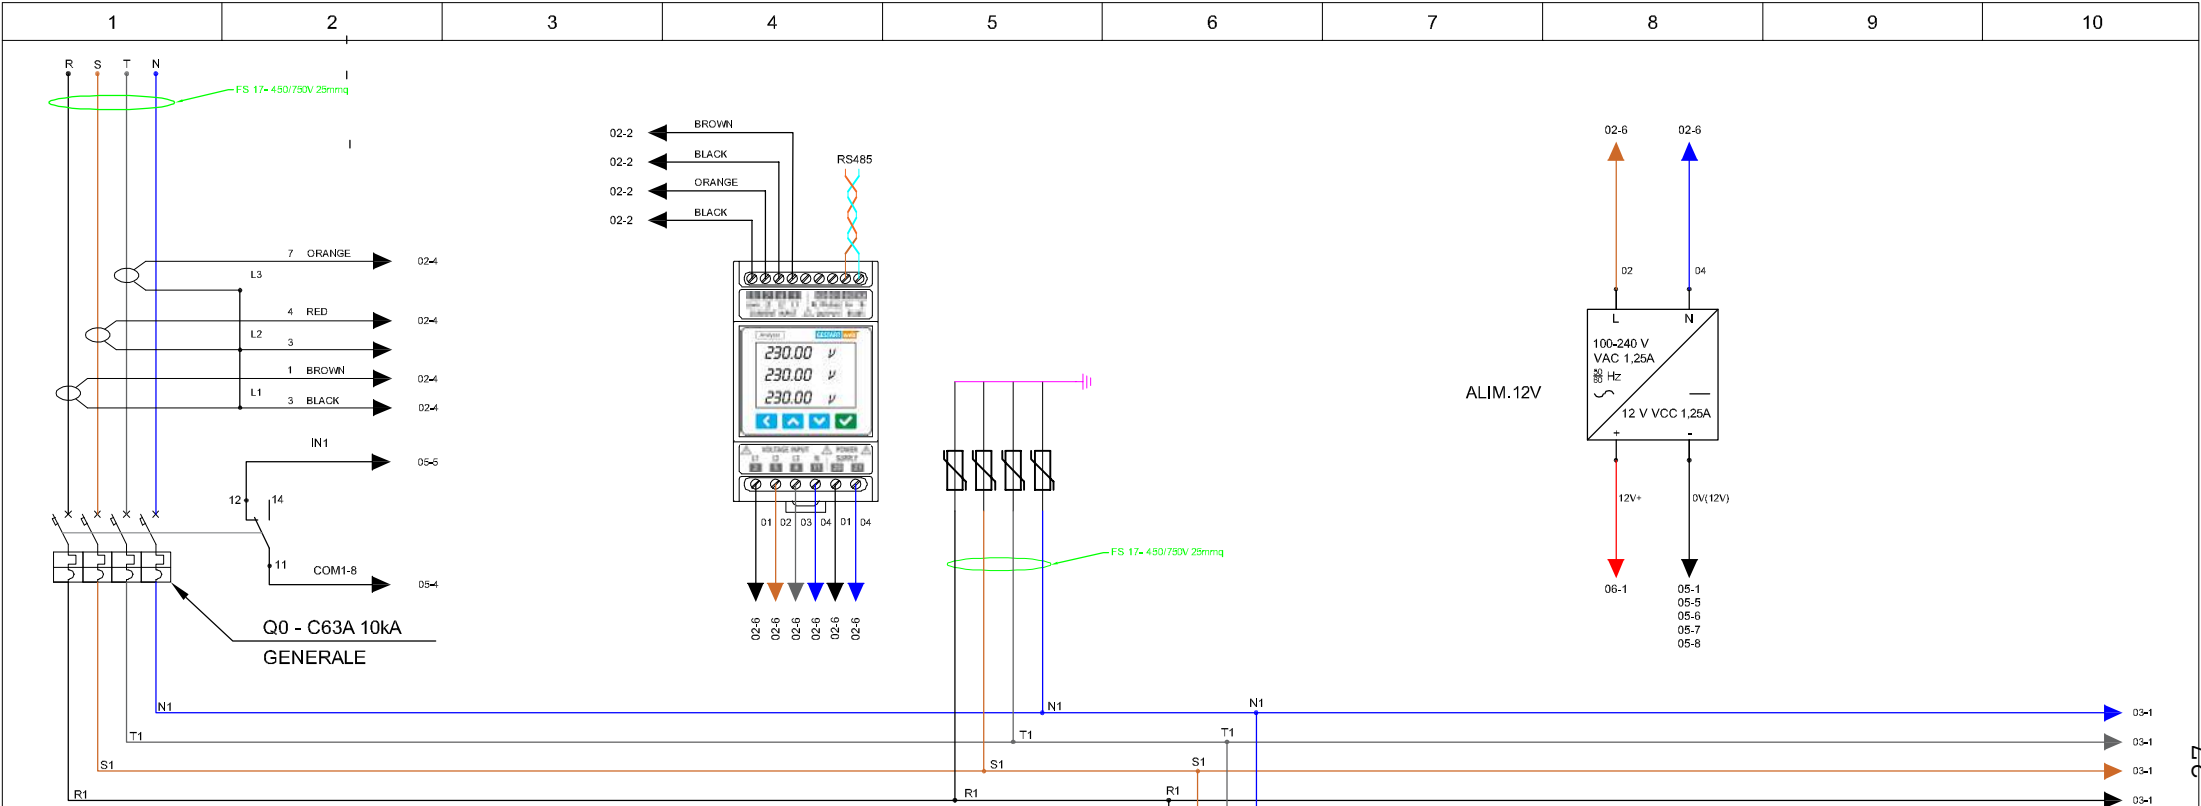 1 2 3 4 5 6 7 8 9 10
R S T N
FS 17- 450/750V 25mmq
7 ORANGE 02-4
L3
4 RED 02-4
L2
3
1 BROWN 02-4
L1
3 BLACK 02-4
IN1
05-5
12 14
11
COM1-8
05-4
Q0 - C63A 10kA
GENERALE
02-2 BROWN
02-2 BLACK
02-2 ORANGE
02-2 BLACK
RS485
230.00
230.00
230.00
VOLTAGE INPUT POWER
SUPPLY
L1 L2 L3 N
01 02 03 04 01 04
02-6 02-6 02-6 02-6 02-6 02-6
FS 17- 450/750V 25mmq
02-6 02-6
02 04
L N
100-240 V
VAC 1,25A
Hz
ALIM.12V
12 V VCC 1,25A
+ -
12V+ 0V(12V)
06-1 05-1
05-5
05-6
05-7
05-8
N1 N1 N1 03-1
T1 T1 T1 03-1
S1 S1 S1 03-1
R1 R1 R1 03-1